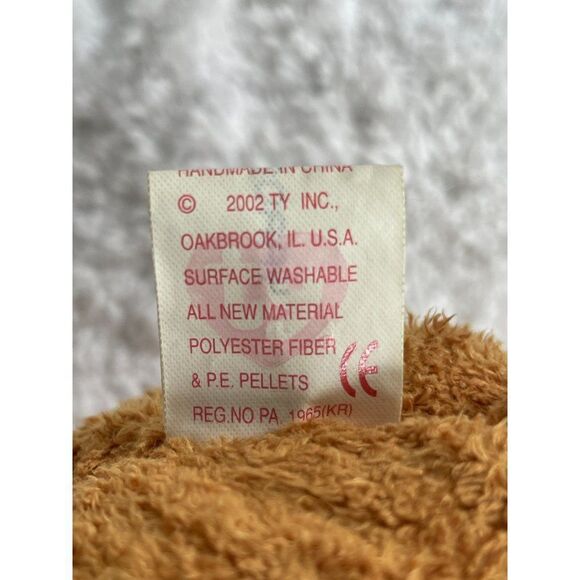 HANDMADE IN CHINA
© 2002 TY INC.,
OAKBROOK, IL. U.S.A.
SURFACE WASHABLE
ALL NEW MATERIAL
POLYESTER FIBER
& P.E. PELLETS CE
REG.NO PA 1965(KR)